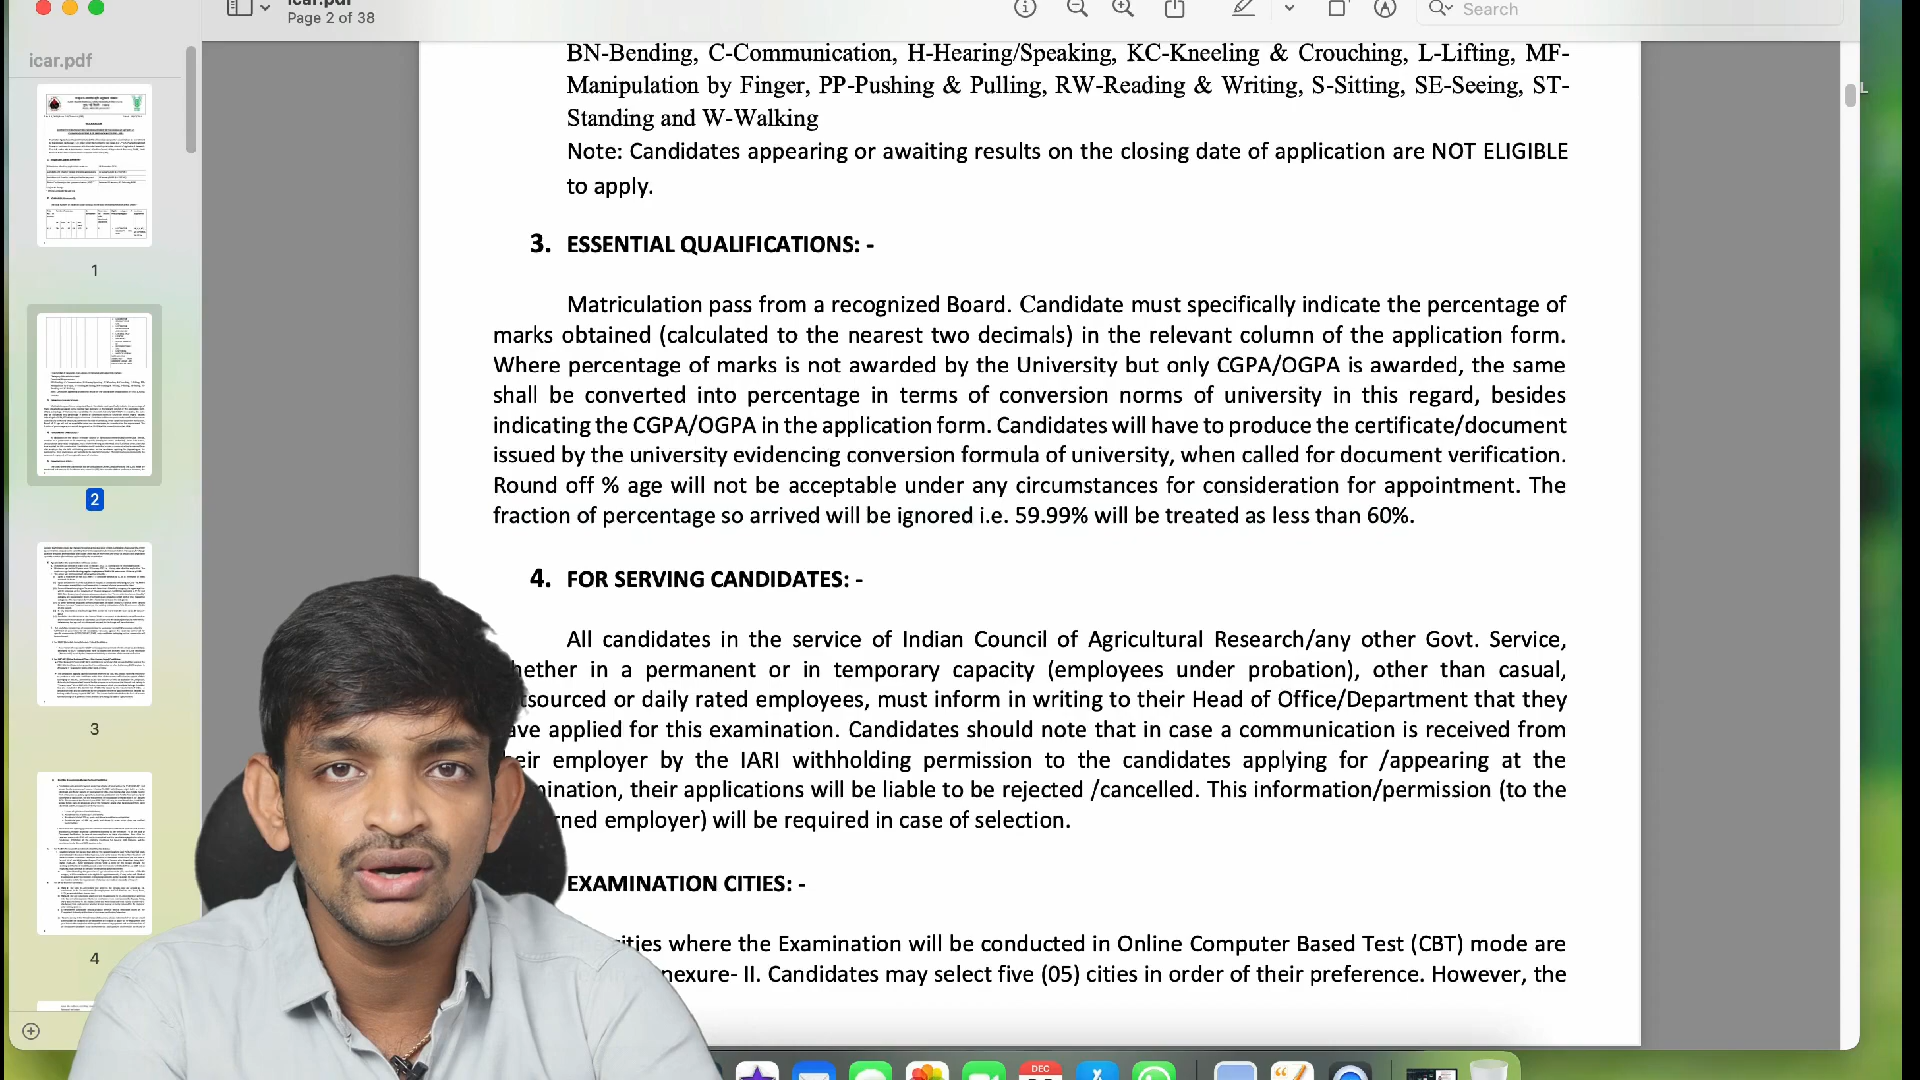 icar.pdf
Page 2 of 38
Search
icar.pdf
1
2
3
4
BN-Bending, C-Communication, H-Hearing/Speaking, KC-Kneeling & Crouching, L-Lifting, MF-
Manipulation by Finger, PP-Pushing & Pulling, RW-Reading & Writing, S-Sitting, SE-Seeing, ST-
Standing and W-Walking
Note: Candidates appearing or awaiting results on the closing date of application are NOT ELIGIBLE
to apply.
3. ESSENTIAL QUALIFICATIONS: -
Matriculation pass from a recognized Board. Candidate must specifically indicate the percentage of
marks obtained (calculated to the nearest two decimals) in the relevant column of the application form.
Where percentage of marks is not awarded by the University but only CGPA/OGPA is awarded, the same
shall be converted into percentage in terms of conversion norms of university in this regard, besides
indicating the CGPA/OGPA in the application form. Candidates will have to produce the certificate/document
issued by the university evidencing conversion formula of university, when called for document verification.
Round off % age will not be acceptable under any circumstances for consideration for appointment. The
fraction of percentage so arrived will be ignored i.e. 59.99% will be treated as less than 60%.
4. FOR SERVING CANDIDATES: -
All candidates in the service of Indian Council of Agricultural Research/any other Govt. Service,
hether in a permanent or in temporary capacity (employees under probation), other than casual,
tsourced or daily rated employees, must inform in writing to their Head of Office/Department that they
ave applied for this examination. Candidates should note that in case a communication is received from
eir employer by the IARI withholding permission to the candidates applying for /appearing at the
mination, their applications will be liable to be rejected /cancelled. This information/permission (to the
rned employer) will be required in case of selection.
EXAMINATION CITIES: -
cities where the Examination will be conducted in Online Computer Based Test (CBT) mode are
nexure- II. Candidates may select five (05) cities in order of their preference. However, the
DEC